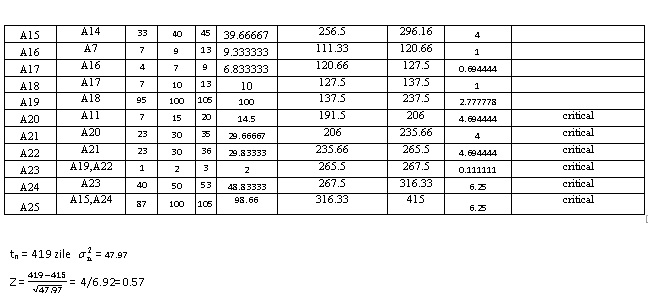 A15 A14 33 40 45 39.66667 256.5 296.16 4
A16 A7 7 9 13 9.333333 111.33 120.66 1
A17 A16 4 7 9 6.833333 120.66 127.5 0.694444
A18 A17 7 10 13 10 127.5 137.5 1
A19 A18 95 100 105 100 137.5 237.5 2.777778
A20 A11 7 15 20 14.5 191.5 206 4.694444 critical
A21 A20 23 30 35 29.66667 206 235.66 4 critical
A22 A21 23 30 36 29.83333 235.66 265.5 4.694444 critical
A23 A19,A22 1 2 3 2 265.5 267.5 0.111111 critical
A24 A23 40 50 53 48.83333 267.5 316.33 6.25 critical
A25 A15,A24 87 100 105 98.66 316.33 415 6.25 critical
tₙ = 419 zile σₙ² = 47.97
Z = (419−415)/√47.97 = 4/6.92=0.57